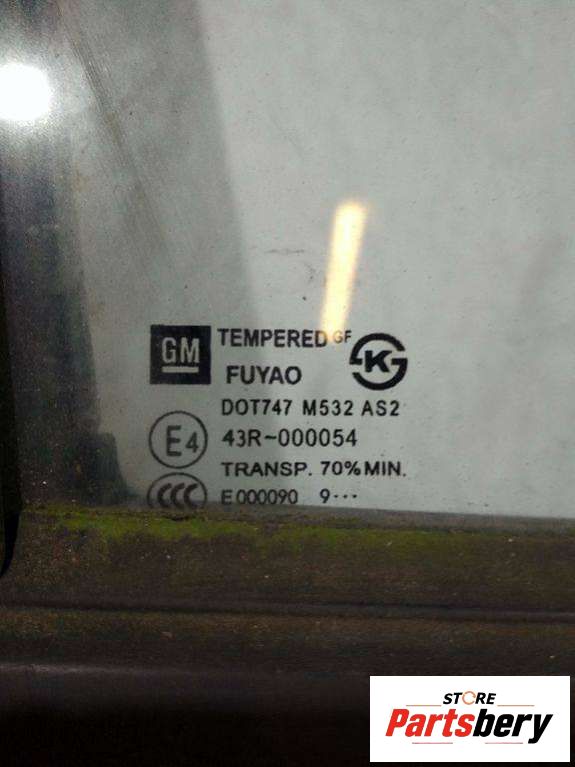 GM TEMPERED GF
FUYAO
DOT747 M532 AS2
E4 43R-000054
TRANSP. 70% MIN.
CCC E000090 9···
STORE
Partsbery